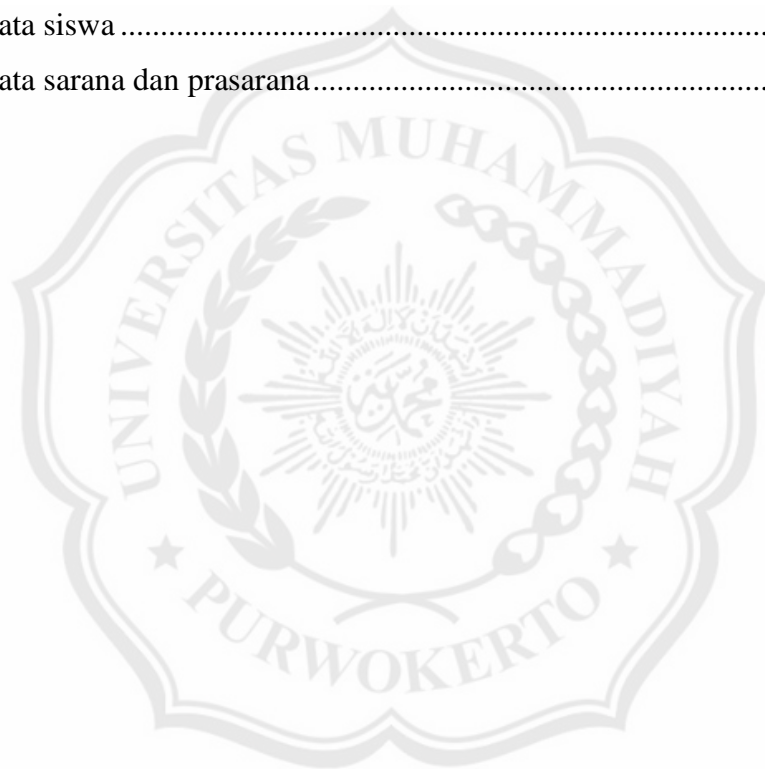 ata siswa ................................................................................
ata sarana dan prasarana.........................................................
UNIVERSITAS MUHAMMADIYAH
PURWOKERTO